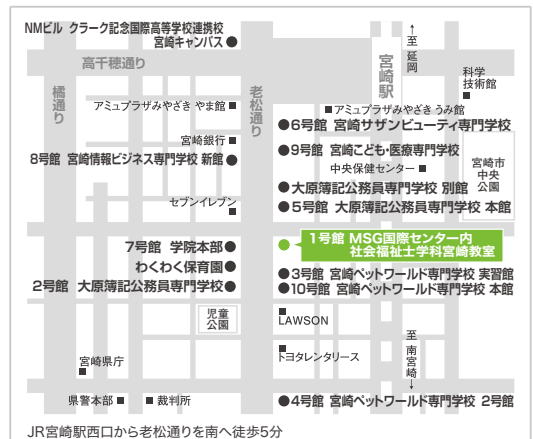 NMビル クラーク記念国際高等学校連携校
宮崎キャンパス
高千穂通り
橘通り
老松通り
宮崎駅
至 延岡
科学
技術館
アミュプラザみやざき やま館
アミュプラザみやざき うみ館
6号館 宮崎サザンビューティ専門学校
宮崎銀行
8号館 宮崎情報ビジネス専門学校 新館
9号館 宮崎こども・医療専門学校
中央保健センター
宮崎市
中央
公園
大原簿記公務員専門学校 別館
セブンイレブン
5号館 大原簿記公務員専門学校 本館
7号館 学院本部
1号館 MSG国際センター内
社会福祉士学科宮崎教室
わくわく保育園
3号館 宮崎ペットワールド専門学校 実習館
2号館 大原簿記公務員専門学校
10号館 宮崎ペットワールド専門学校 本館
児童
公園
LAWSON
トヨタレンタリース
至 南宮崎
宮崎県庁
県警本部
裁判所
4号館 宮崎ペットワールド専門学校 2号館
JR宮崎駅西口から老松通りを南へ徒歩5分